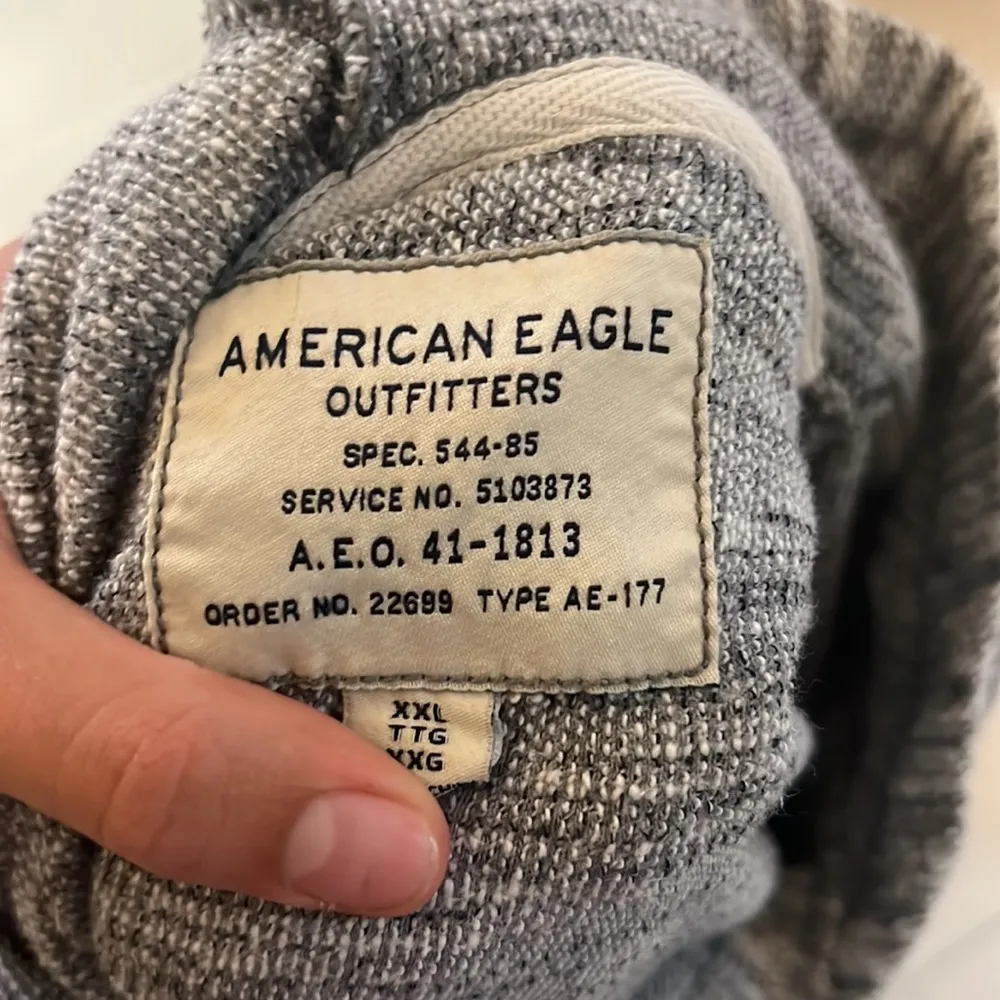 AMERICAN EAGLE
OUTFITTERS
SPEC. 544-85
SERVICE NO. 5103873
A.E.O. 41-1813
ORDER NO. 22699 TYPE AE-177
XXL
TTG
XXG